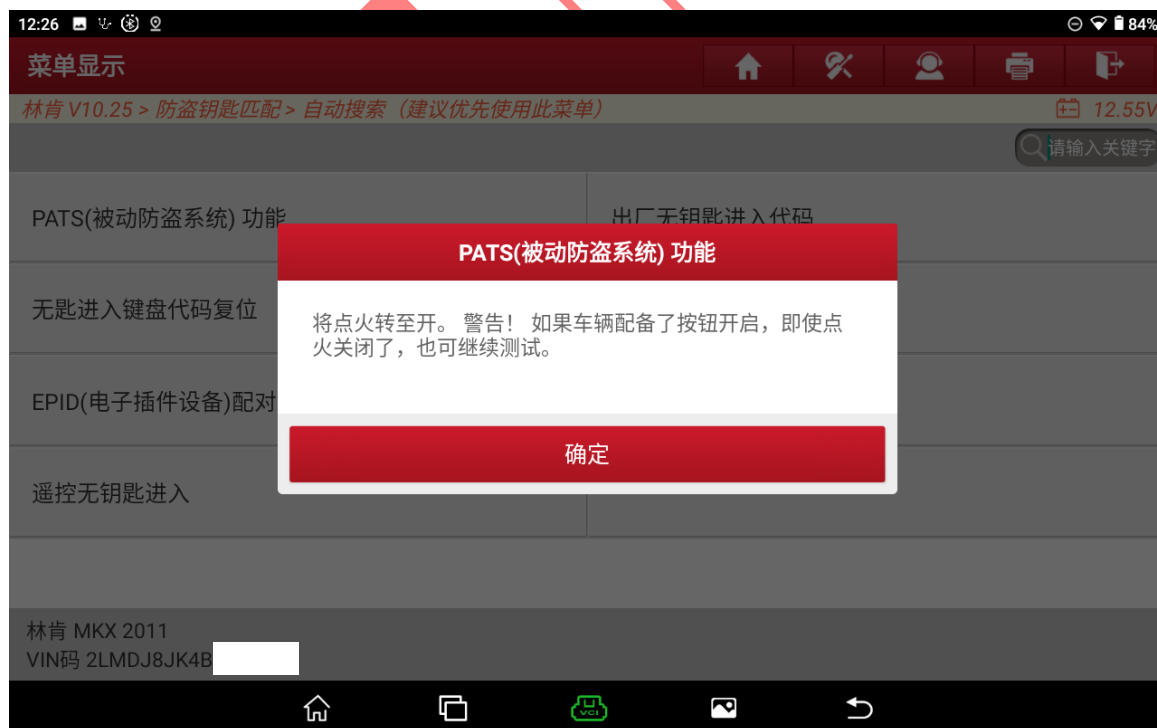 12:26
84%
菜单显示
林肯 V10.25 > 防盗钥匙匹配 > 自动搜索（建议优先使用此菜单）
12.55V
请输入关键字
PATS(被动防盗系统) 功能
出厂无钥匙进入代码
PATS(被动防盗系统) 功能
无匙进入键盘代码复位
将点火转至开。 警告！ 如果车辆配备了按钮开启，即使点
火关闭了，也可继续测试。
EPID(电子插件设备)配对
确定
遥控无钥匙进入
林肯 MKX 2011
VIN码 2LMDJ8JK4B
VCI